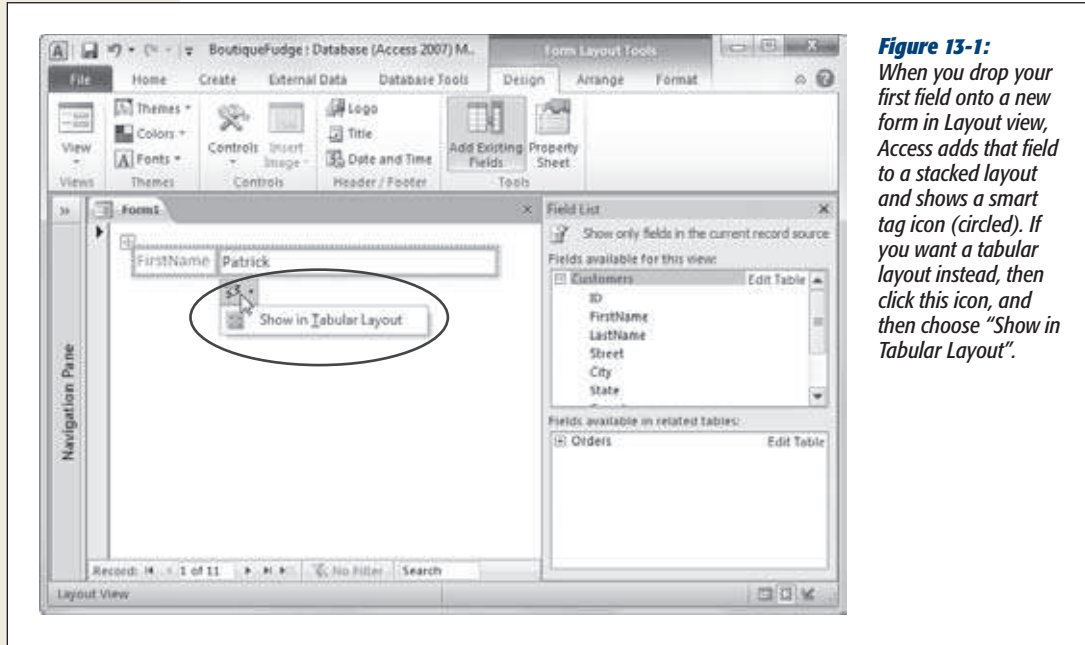 BoutiqueFudge : Database (Access 2007) M..
Form Layout Tools
File Home Create External Data Database Tools Design Arrange Format
View
Views
Themes
Colors
Fonts
Themes
Controls
Insert Image
Controls
Logo
Title
Date and Time
Header / Footer
Add Existing Fields
Property Sheet
Tools
Form1
FirstName Patrick
Show in Tabular Layout
Navigation Pane
Record: 1 of 11 No Filter Search
Layout View
Field List
Show only fields in the current record source
Fields available for this view:
Customers Edit Table
ID
FirstName
LastName
Street
City
State
Fields available in related tables:
Orders Edit Table
Figure 13-1:
When you drop your
first field onto a new
form in Layout view,
Access adds that field
to a stacked layout
and shows a smart
tag icon (circled). If
you want a tabular
layout instead, then
click this icon, and
then choose “Show in
Tabular Layout”.